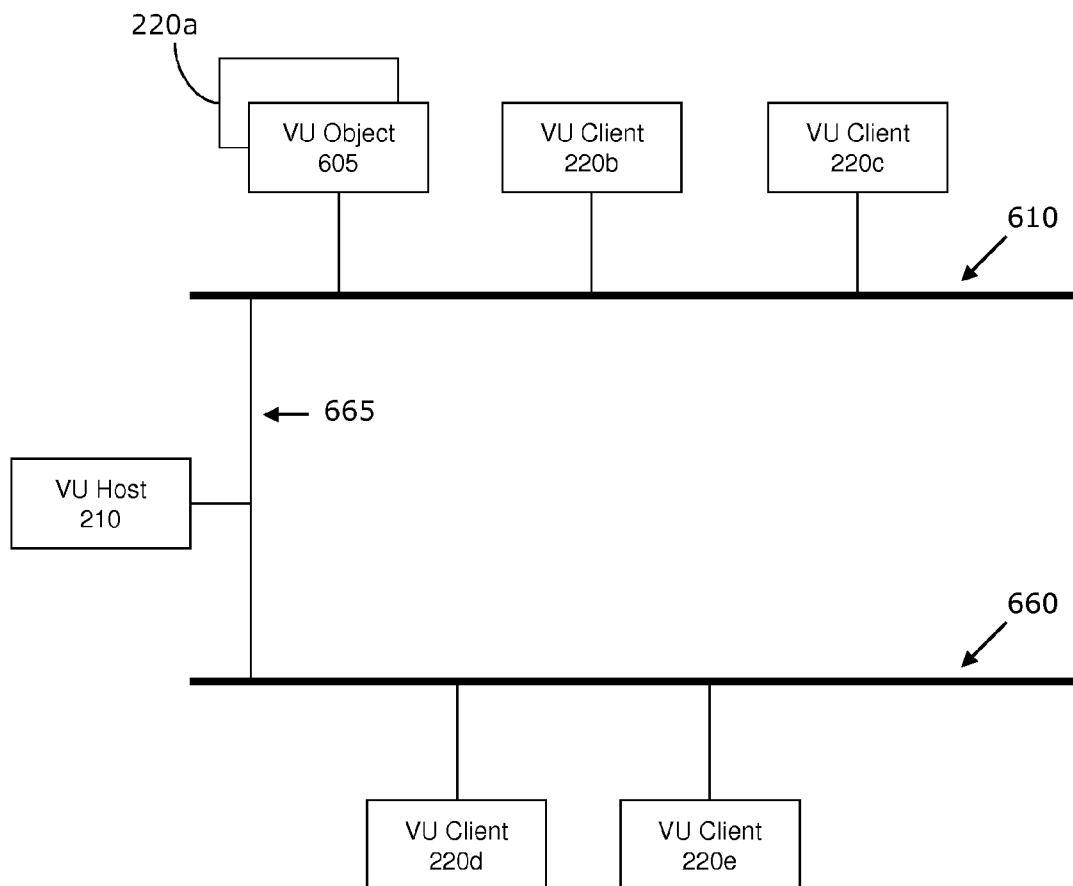 220a
VU Object
605
VU Client
220b
VU Client
220c
610
665
VU Host
210
660
VU Client
220d
VU Client
220e